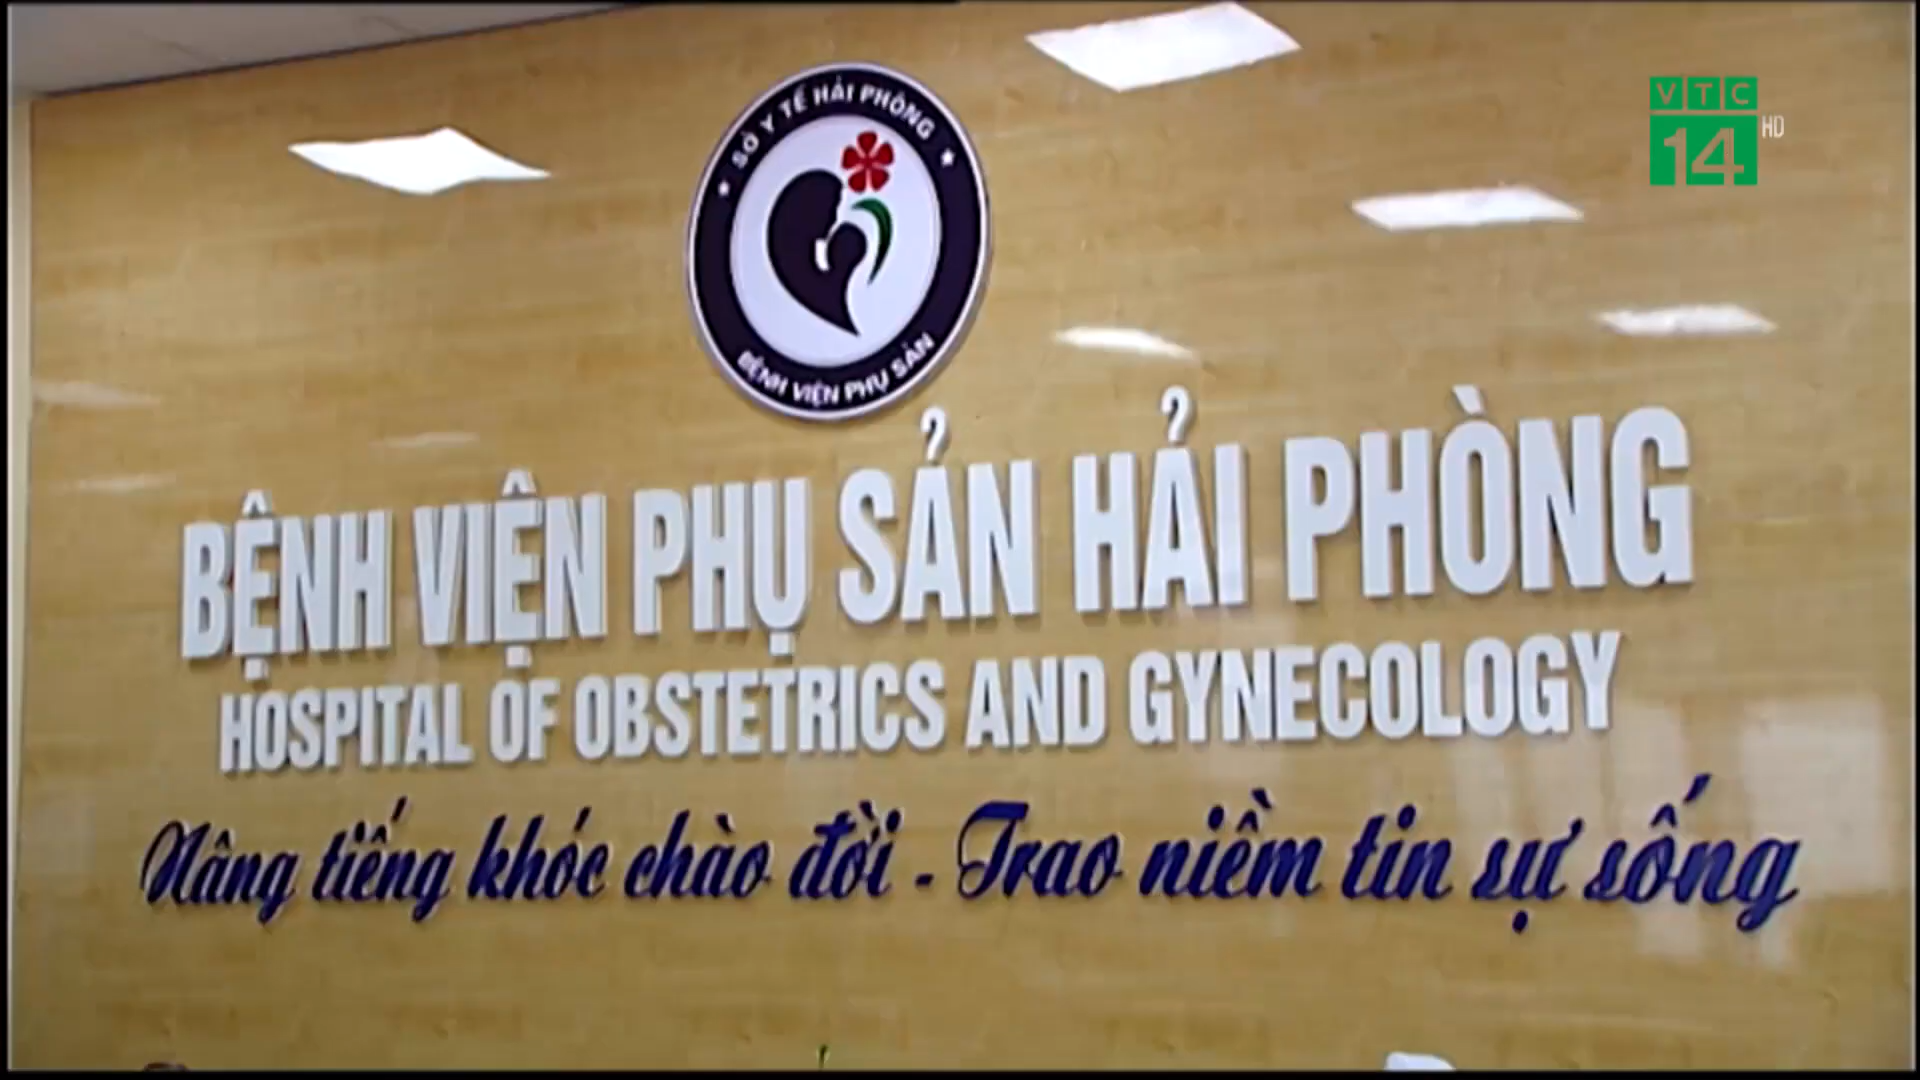 VTC
14 HD
SỞ Y TẾ HẢI PHÒNG
BỆNH VIỆN PHỤ SẢN
BỆNH VIỆN PHỤ SẢN HẢI PHÒNG
HOSPITAL OF OBSTETRICS AND GYNECOLOGY
Nâng tiếng khóc chào đời - Trao niềm tin sự sống